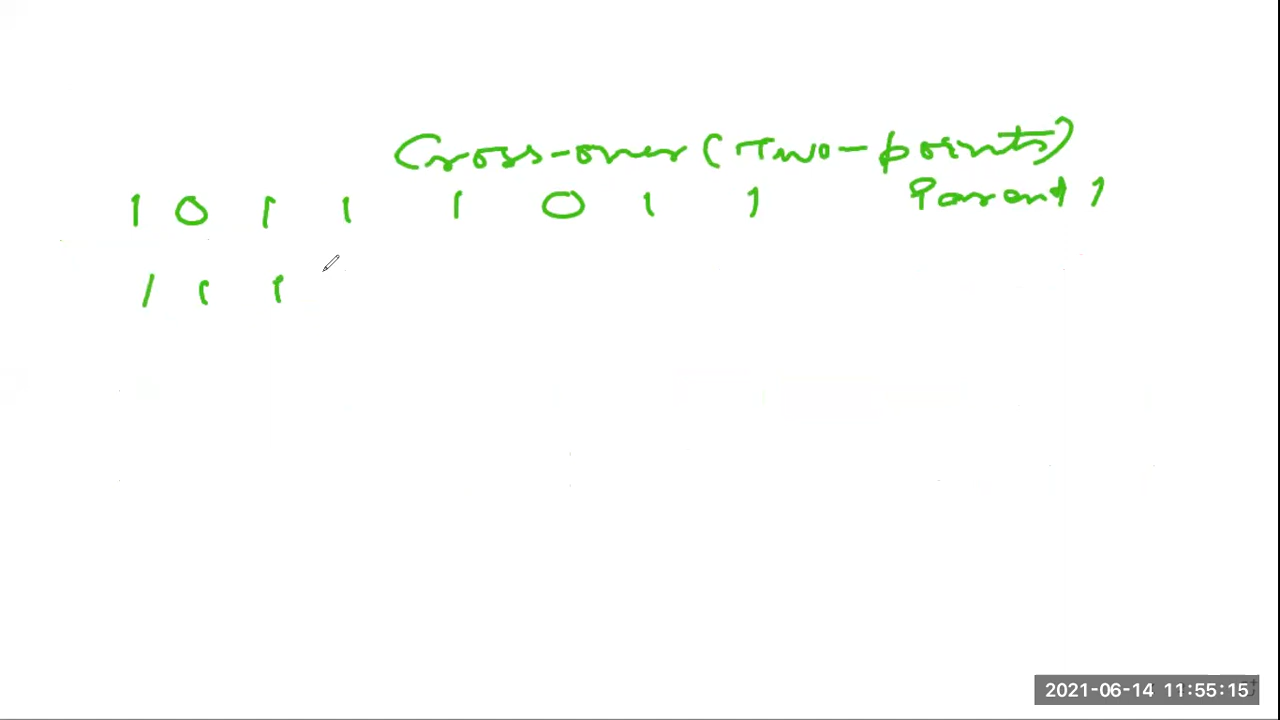 Cross-over (Two-points)
1 0 1 1 1 0 1 1 Parent 1
1 1 1
2021-06-14 11:55:15